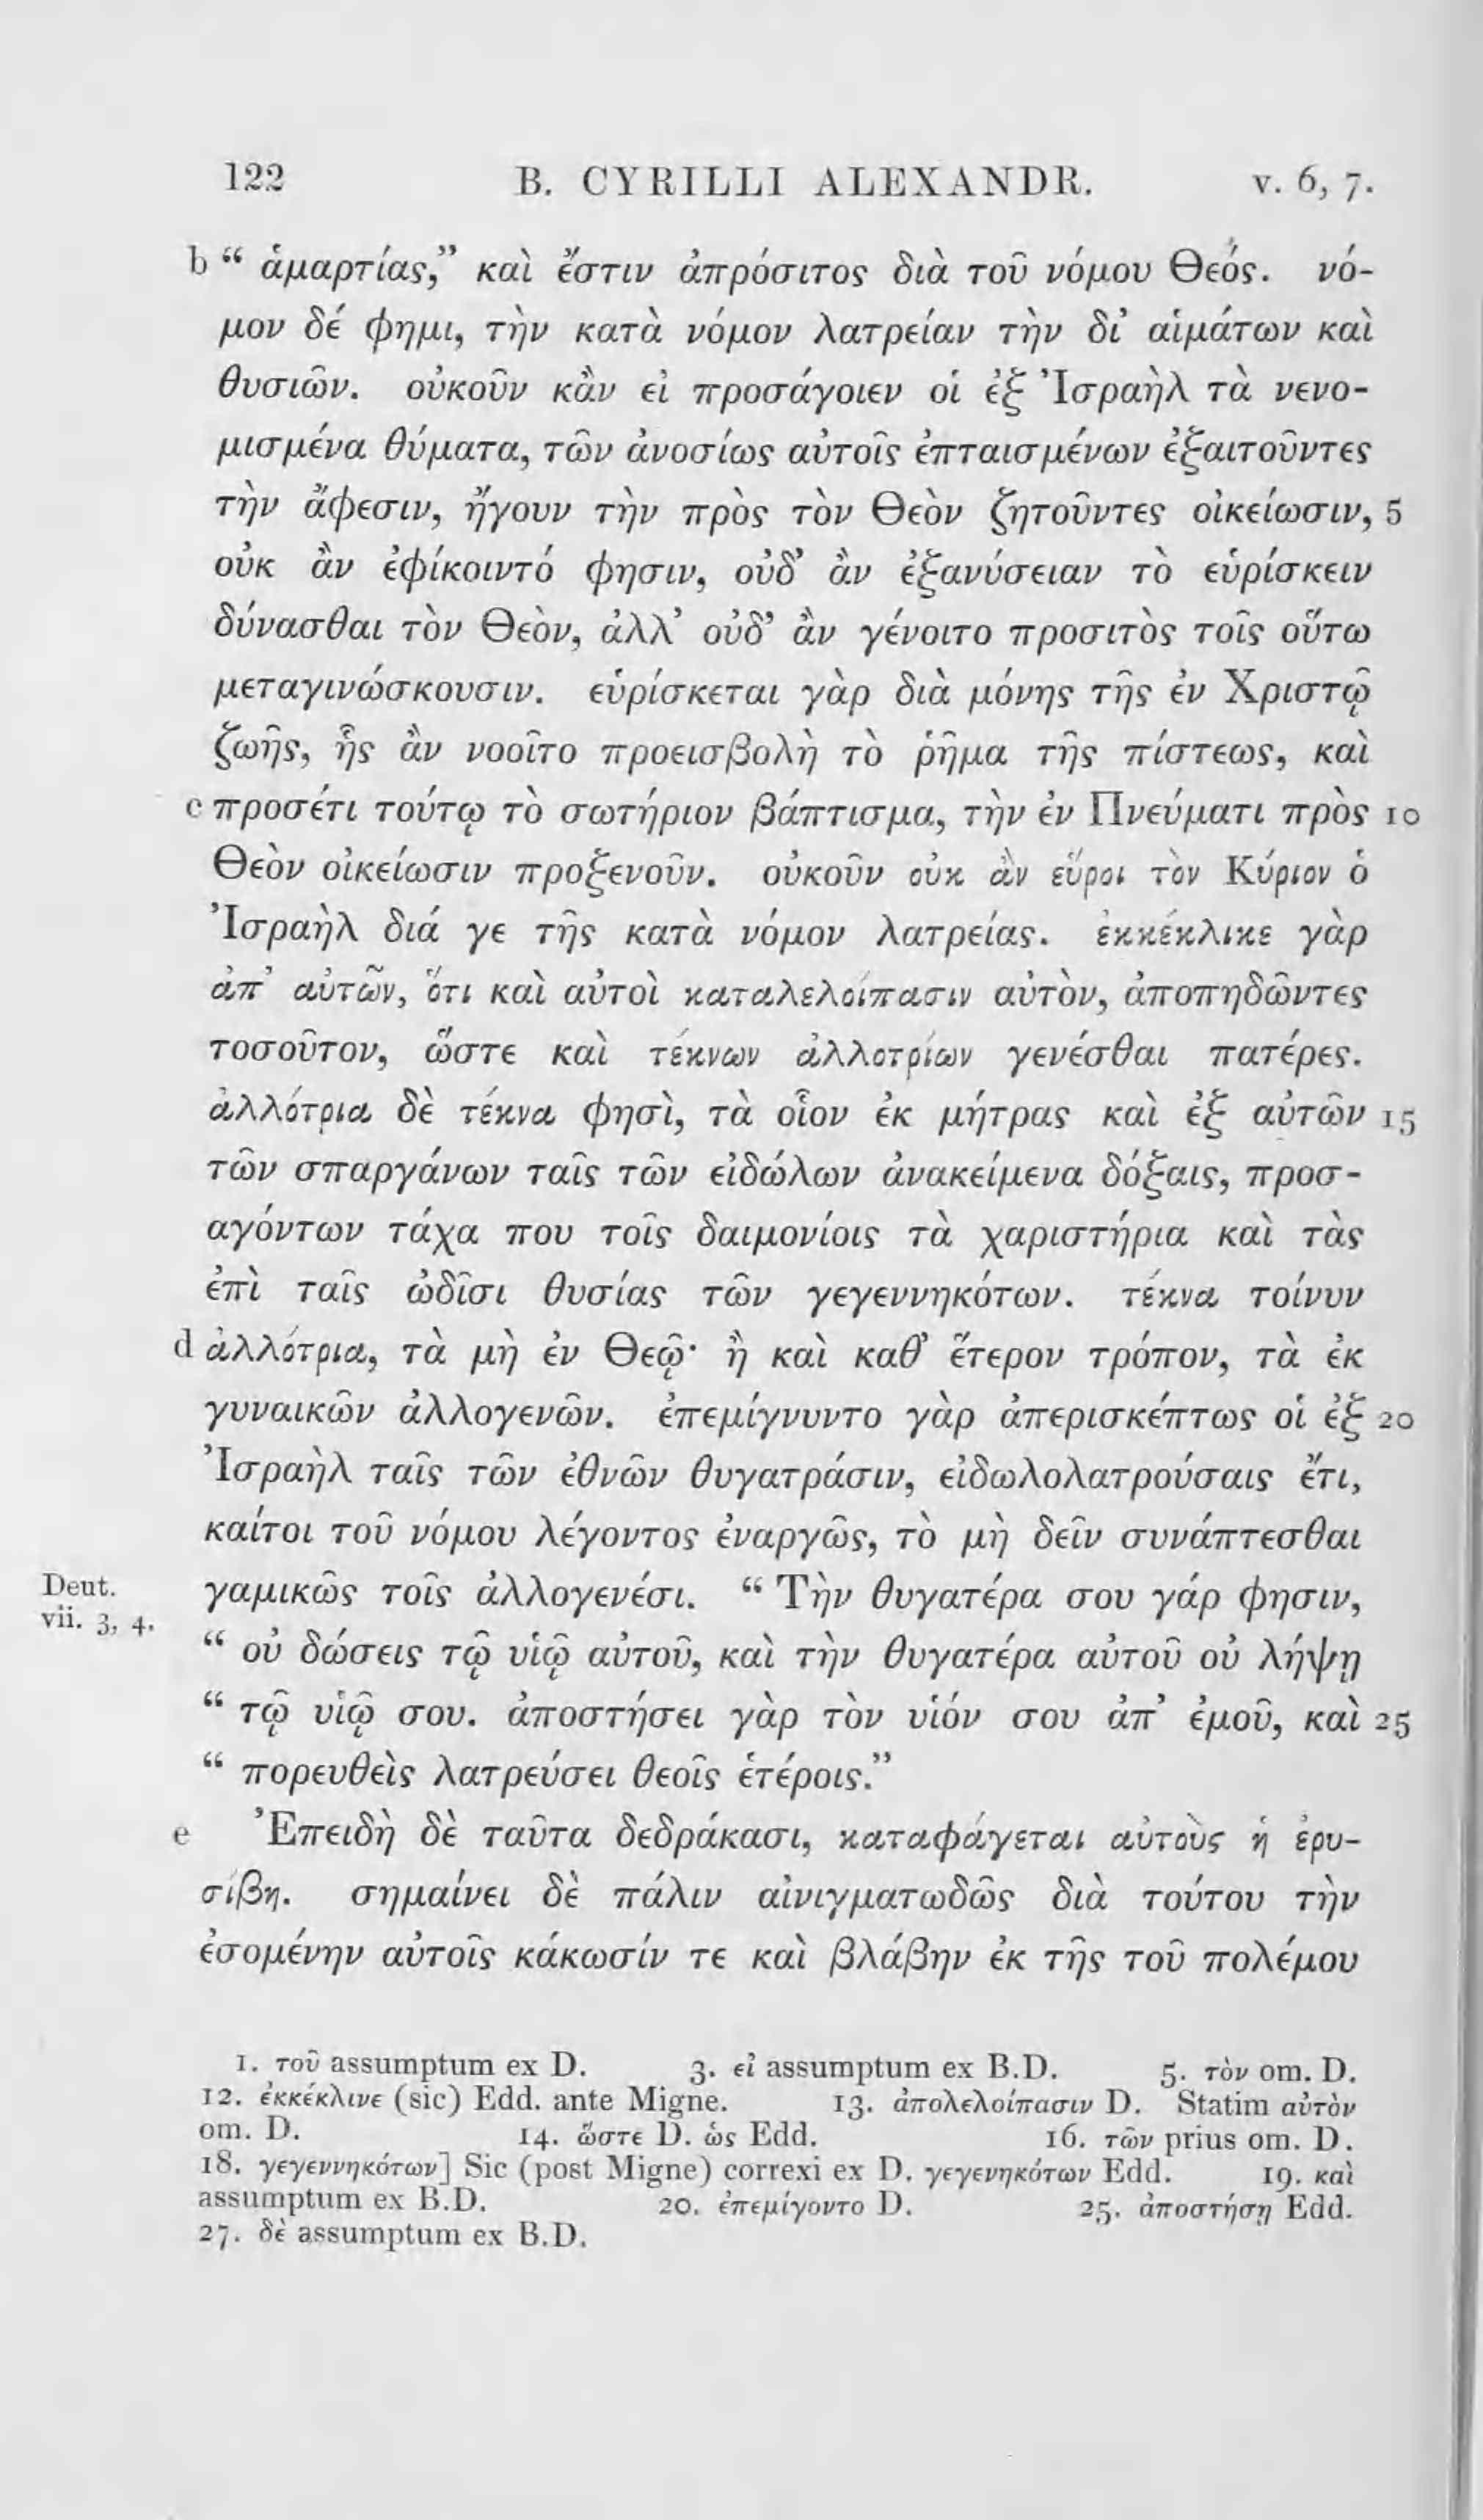 122 B. CYRILLI ALEXANDR. v. 6, 7.
b “ ἁμαρτίας,” καὶ ἔστιν ἀπρόσιτος διὰ τοῦ νόμου Θεός. νό-
μον δέ φημι, τὴν κατὰ νόμον λατρείαν τὴν δι’ αἱμάτων καὶ
θυσιῶν. οὐκοῦν κἂν εἰ προσάγοιεν οἱ ἐξ Ἰσραὴλ τὰ νενο-
μισμένα θύματα, τῶν ἀνοσίως αὐτοῖς ἐπταισμένων ἐξαιτοῦντες
τὴν ἄφεσιν, ἤγουν τὴν πρὸς τὸν Θεὸν ζητοῦντες οἰκείωσιν, 5
οὐκ ἂν ἐφίκοιντό φησιν, οὐδ’ ἂν ἐξανύσειαν τὸ εὑρίσκειν
δύνασθαι τὸν Θεὸν, ἀλλ’ οὐδ’ ἂν γένοιτο προσιτὸς τοῖς οὕτω
μεταγινώσκουσιν. εὑρίσκεται γὰρ διὰ μόνης τῆς ἐν Χριστῷ
ζωῆς, ἧς ἂν νοοῖτο προεισβολὴ τὸ ῥῆμα τῆς πίστεως, καὶ
c προσέτι τούτῳ τὸ σωτήριον βάπτισμα, τὴν ἐν Πνεύματι πρὸς 10
Θεὸν οἰκείωσιν προξενοῦν. οὐκοῦν οὐκ ἂν εὕροι τὸν Κύριον ὁ
Ἰσραὴλ διά γε τῆς κατὰ νόμον λατρείας. ἐκκέκλικε γὰρ
ἀπ’ αὐτῶν, ὅτι καὶ αὐτοὶ καταλελοίπασιν αὐτὸν, ἀποπηδῶντες
τοσοῦτον, ὥστε καὶ τέκνων ἀλλοτρίων γενέσθαι πατέρες.
ἀλλότρια δὲ τέκνα φησὶ, τὰ οἷον ἐκ μήτρας καὶ ἐξ αὐτῶν 15
τῶν σπαργάνων ταῖς τῶν εἰδώλων ἀνακείμενα δόξαις, προσ-
αγόντων τάχα που τοῖς δαιμονίοις τὰ χαριστήρια καὶ τὰς
ἐπὶ ταῖς ὠδῖσι θυσίας τῶν γεγεννηκότων. τέκνα τοίνυν
d ἀλλότρια, τὰ μὴ ἐν Θεῷ· ἢ καὶ καθ’ ἕτερον τρόπον, τὰ ἐκ
γυναικῶν ἀλλογενῶν. ἐπεμίγνυντο γὰρ ἀπερισκέπτως οἱ ἐξ 20
Ἰσραὴλ ταῖς τῶν ἐθνῶν θυγατράσιν, εἰδωλολατρούσαις ἔτι,
καίτοι τοῦ νόμου λέγοντος ἐναργῶς, τὸ μὴ δεῖν συνάπτεσθαι
Deut. vii. 3, 4. γαμικῶς τοῖς ἀλλογενέσι. “ Τὴν θυγατέρα σου γάρ φησιν,
“ οὐ δώσεις τῷ υἱῷ αὐτοῦ, καὶ τὴν θυγατέρα αὐτοῦ οὐ λήψῃ
“ τῷ υἱῷ σου. ἀποστήσει γὰρ τὸν υἱόν σου ἀπ’ ἐμοῦ, καὶ 25
“ πορευθεὶς λατρεύσει θεοῖς ἑτέροις.”
e Ἐπειδὴ δὲ ταῦτα δεδράκασι, καταφάγεται αὐτοὺς ἡ ἐρυ-
σίβη. σημαίνει δὲ πάλιν αἰνιγματωδῶς διὰ τούτου τὴν
ἐσομένην αὐτοῖς κάκωσίν τε καὶ βλάβην ἐκ τῆς τοῦ πολέμου
1. τοῦ assumptum ex D. 3. εἰ assumptum ex B.D. 5. τὸν om. D.
12. ἐκκέκλινε (sic) Edd. ante Migne. 13. ἀπολελοίπασιν D. Statim αὐτὸν
om. D. 14. ὥστε D. ὡς Edd. 16. τῶν prius om. D.
18. γεγεννηκότων] Sic (post Migne) correxi ex D. γεγενηκότων Edd. 19. καὶ
assumptum ex B.D. 20. ἐπεμίγοντο D. 25. ἀποστήσῃ Edd.
27. δὲ assumptum ex B.D.